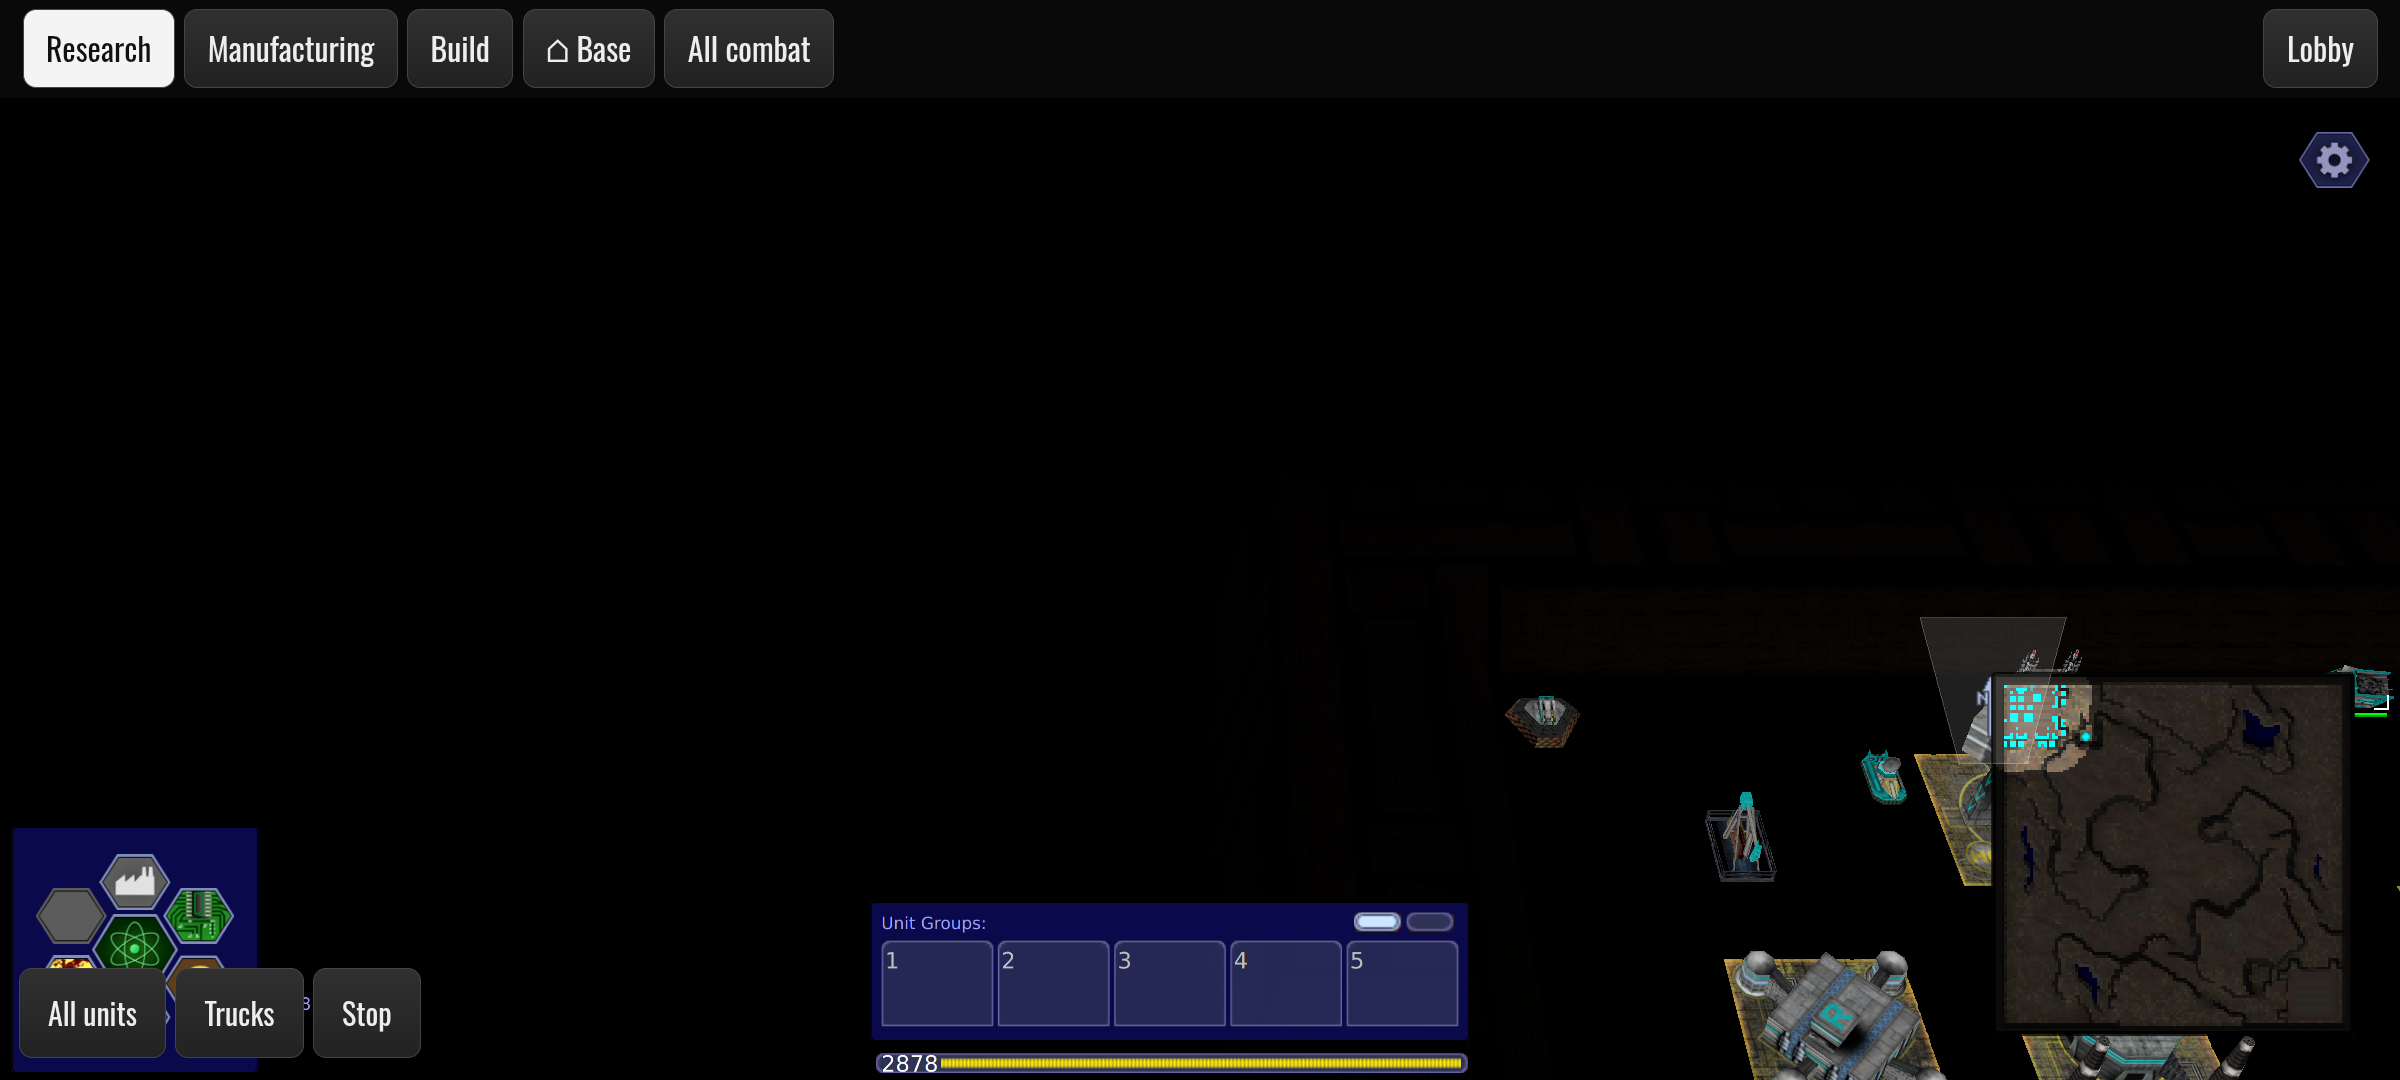 Research
Manufacturing
Build
Base
All combat
Lobby
N
Unit Groups:
1
2
3
4
5
All units
Trucks
3
Stop
R
2878